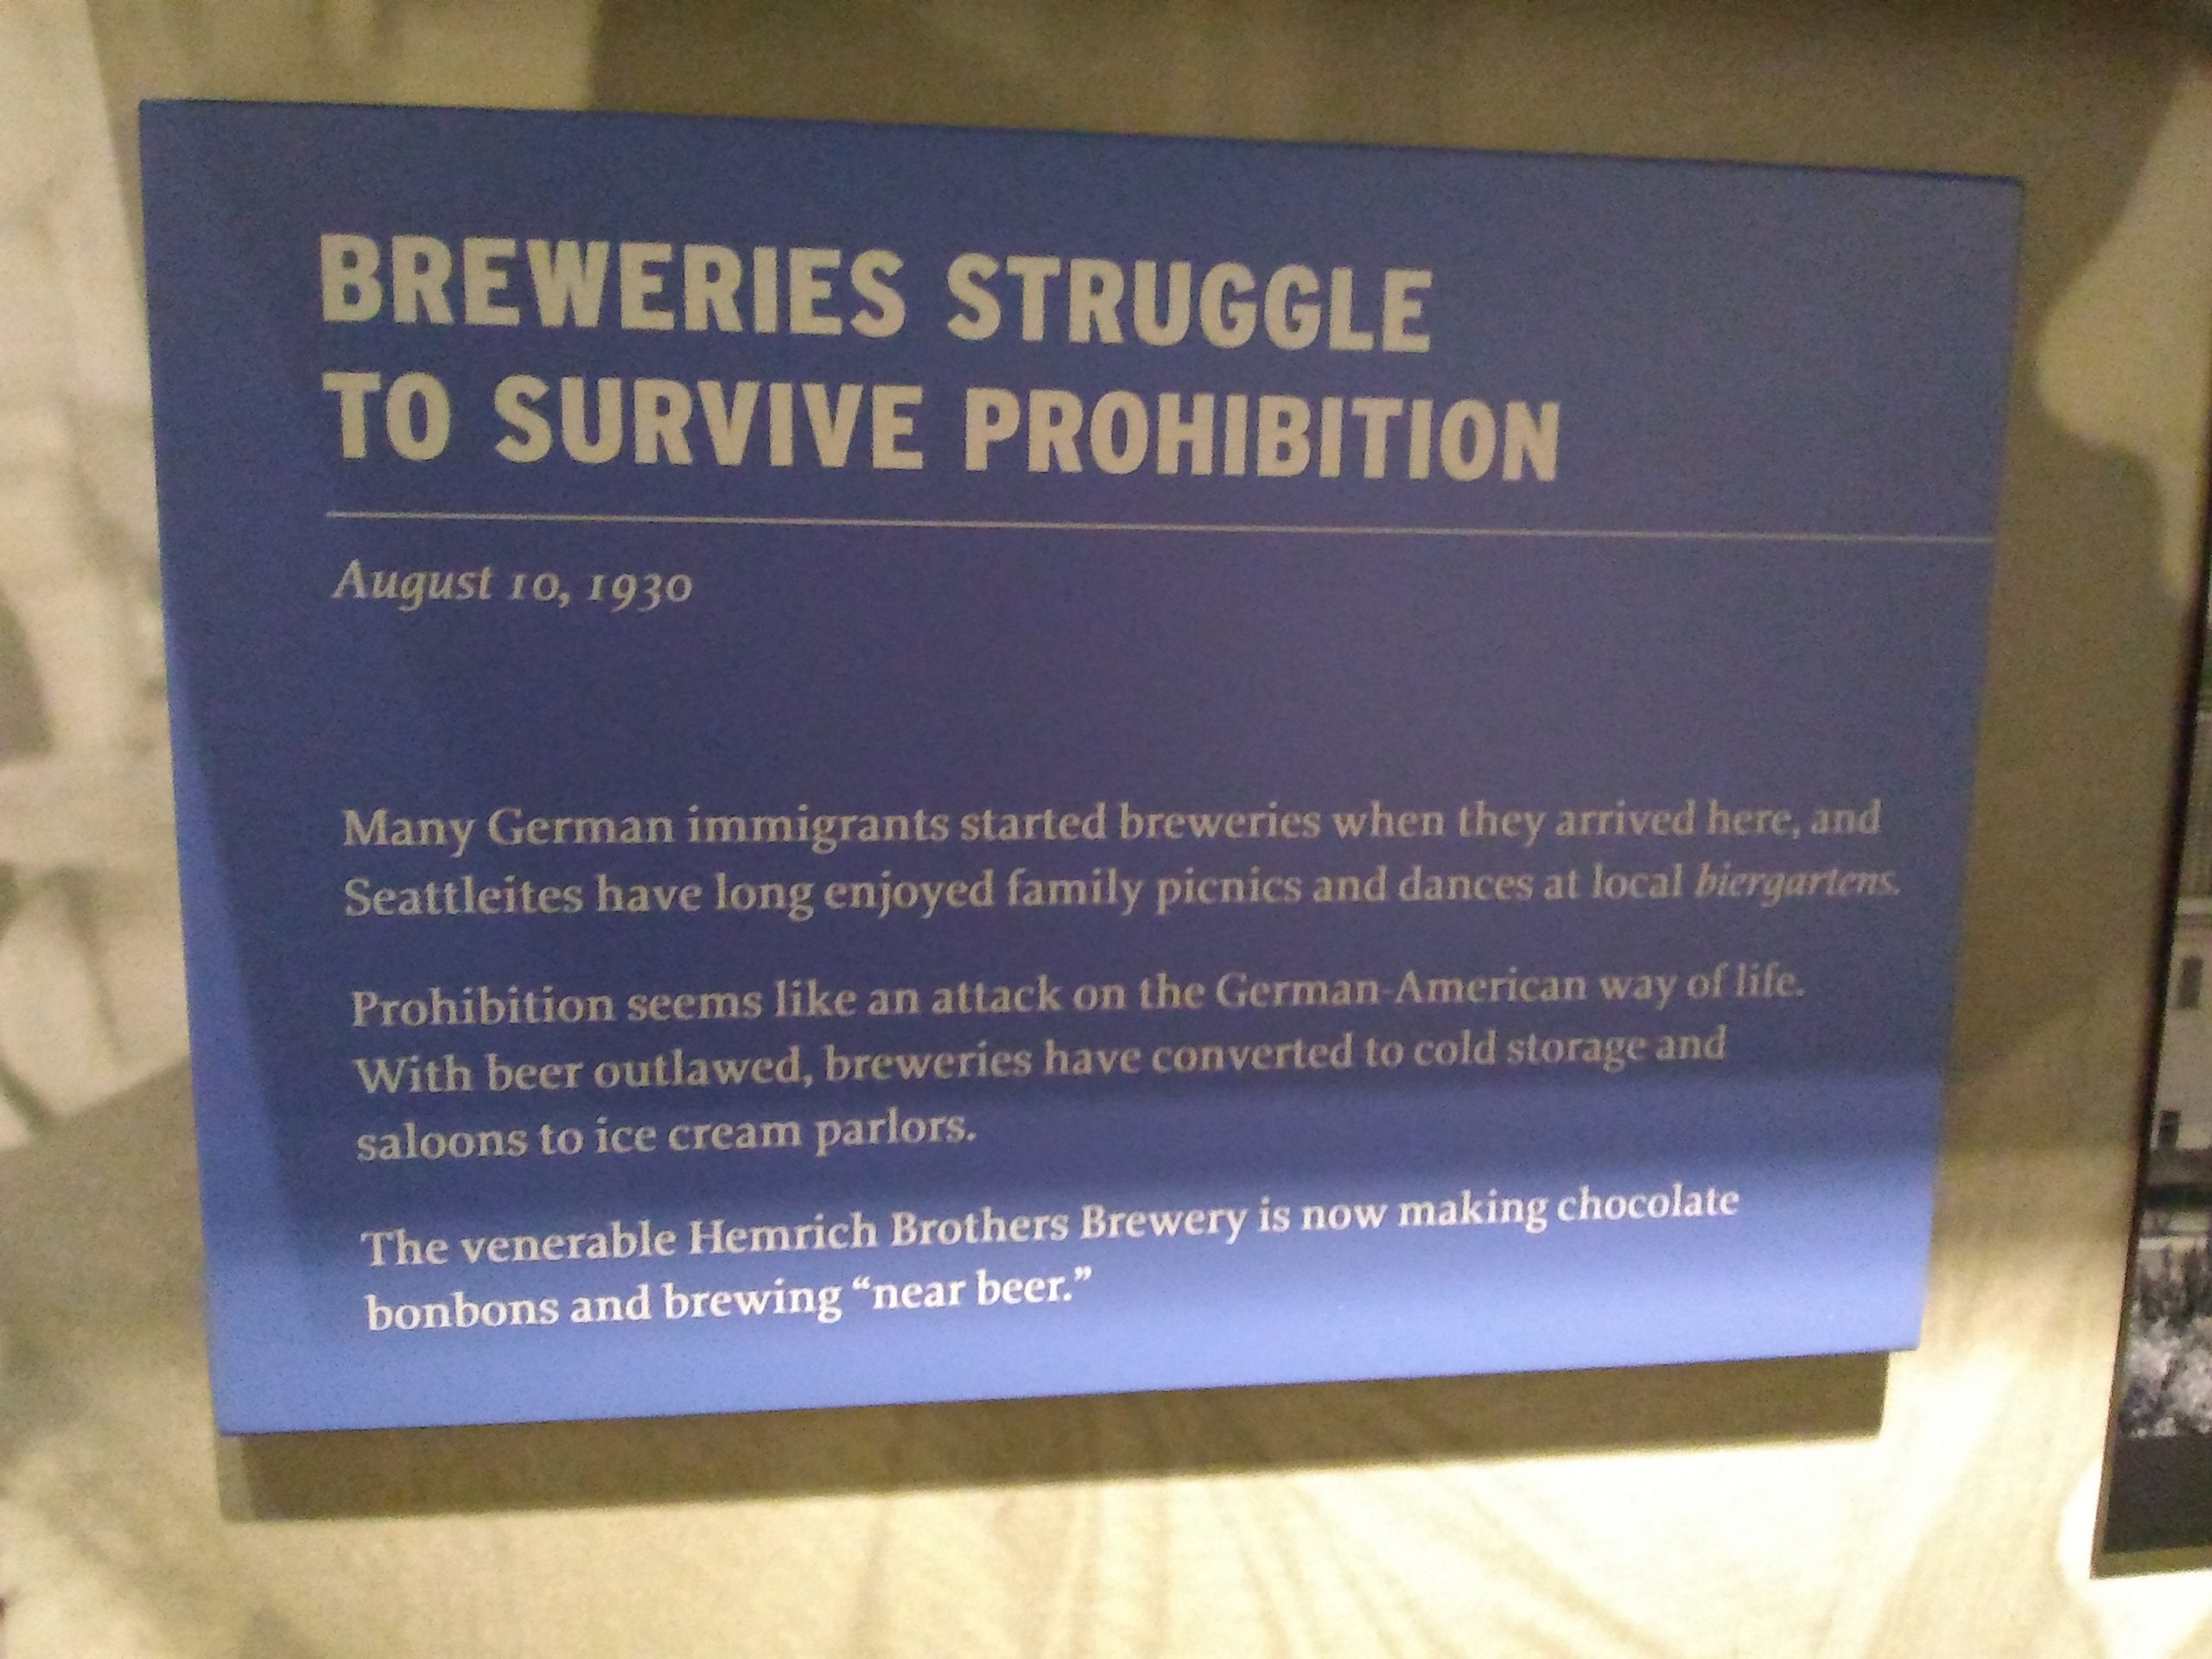 BREWERIES STRUGGLE
TO SURVIVE PROHIBITION
August 10, 1930
Many German immigrants started breweries when they arrived here, and
Seattleites have long enjoyed family picnics and dances at local biergartens.
Prohibition seems like an attack on the German-American way of life.
With beer outlawed, breweries have converted to cold storage and
saloons to ice cream parlors.
The venerable Hemrich Brothers Brewery is now making chocolate
bonbons and brewing “near beer.”